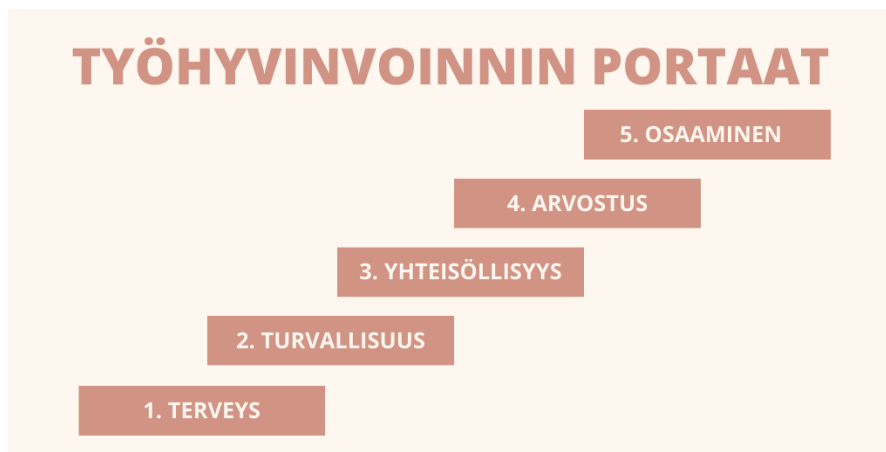 TYÖHYVINVOINNIN PORTAAT
5. OSAAMINEN
4. ARVOSTUS
3. YHTEISÖLLISYYS
2. TURVALLISUUS
1. TERVEYS